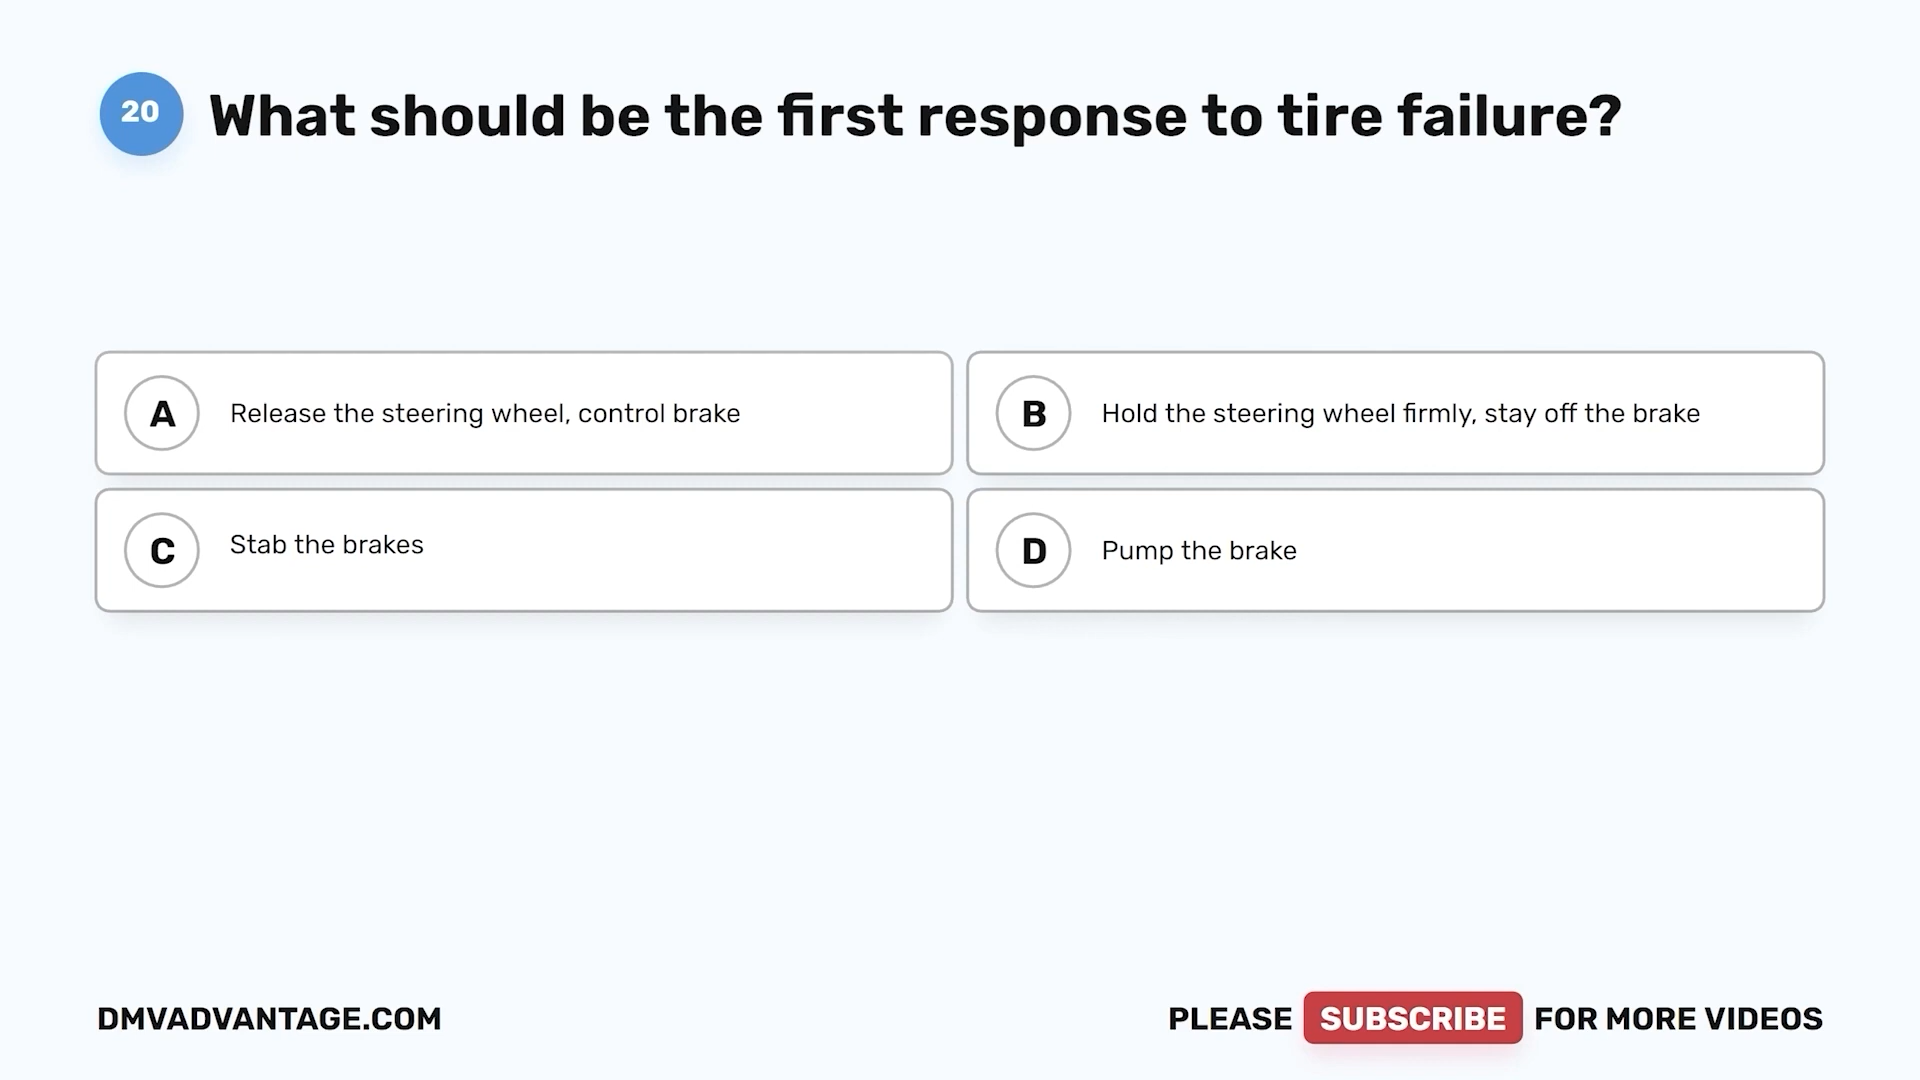 20 What should be the first response to tire failure?
A Release the steering wheel, control brake
B Hold the steering wheel firmly, stay off the brake
C Stab the brakes
D Pump the brake
DMVADVANTAGE.COM
PLEASE SUBSCRIBE FOR MORE VIDEOS